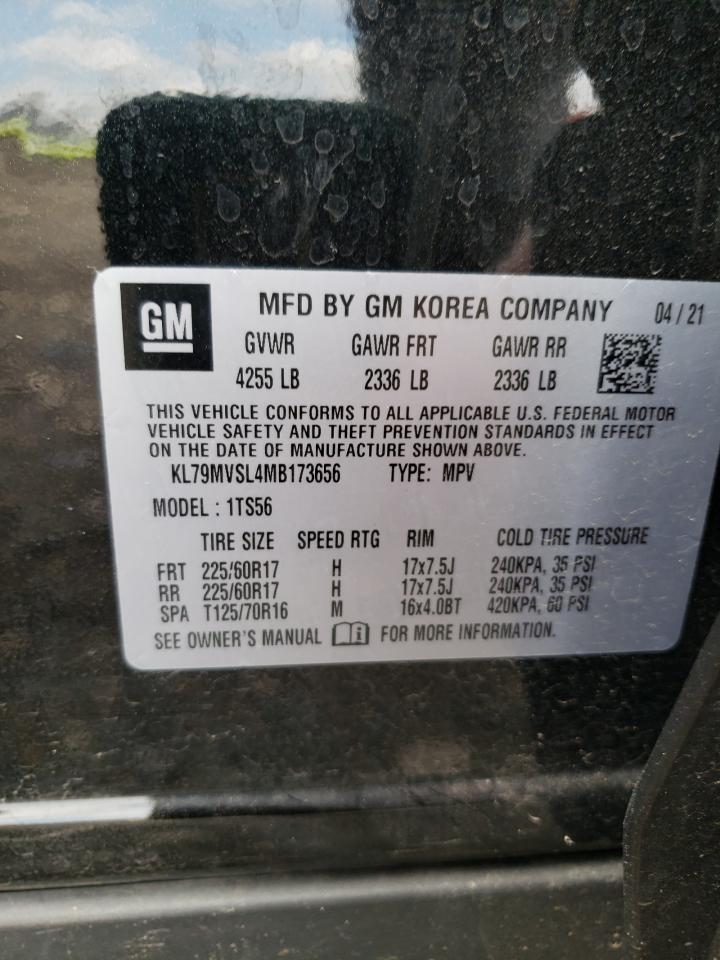 GM
MFD BY GM KOREA COMPANY 04/21
GVWR GAWR FRT GAWR RR
4255 LB 2336 LB 2336 LB
THIS VEHICLE CONFORMS TO ALL APPLICABLE U.S. FEDERAL MOTOR
VEHICLE SAFETY AND THEFT PREVENTION STANDARDS IN EFFECT
ON THE DATE OF MANUFACTURE SHOWN ABOVE.
KL79MVSL4MB173656 TYPE: MPV
MODEL : 1TS56
TIRE SIZE SPEED RTG RIM COLD TIRE PRESSURE
FRT 225/60R17 H 17x7.5J 240KPA, 35 PSI
RR 225/60R17 H 17x7.5J 240KPA, 35 PSI
SPA T125/70R16 M 16x4.0BT 420KPA, 60 PSI
SEE OWNER'S MANUAL FOR MORE INFORMATION.